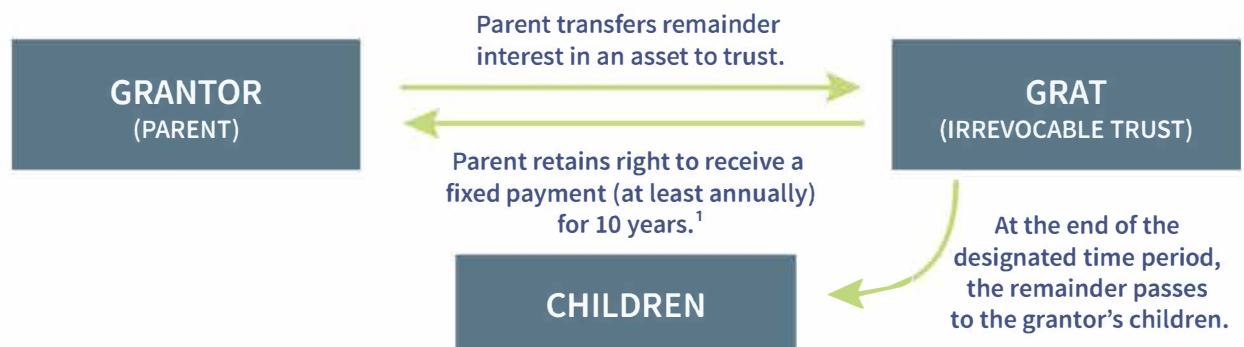 Parent transfers remainder
interest in an asset to trust.
GRANTOR
(PARENT)
GRAT
(IRREVOCABLE TRUST)
Parent retains right to receive a
fixed payment (at least annually)
for 10 years.¹
At the end of the
designated time period,
the remainder passes
to the grantor’s children.
CHILDREN